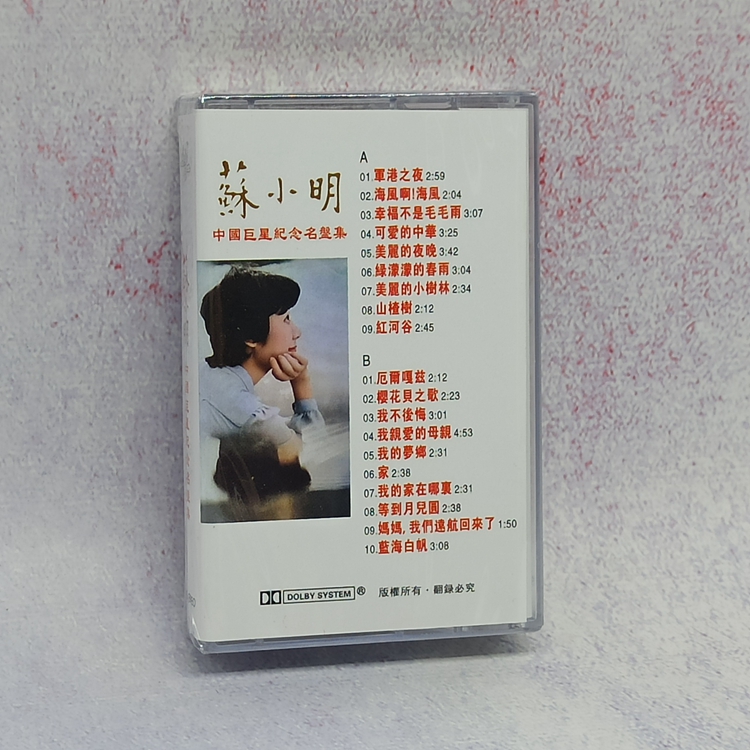 蘇小明
中國巨星紀念名盤集
A
01.軍港之夜 2:59
02.海風啊!海風 2:04
03.幸福不是毛毛雨 3:07
04.可愛的中華 3:25
05.美麗的夜晚 3:42
06.綠濛濛的春雨 3:04
07.美麗的小樹林 2:34
08.山楂樹 2:12
09.紅河谷 2:45
B
01.厄爾嘎茲 2:12
02.櫻花貝之歌 2:23
03.我不後悔 3:01
04.我親愛的母親 4:53
05.我的夢鄉 2:31
06.家 2:38
07.我的家在哪裏 2:31
08.等到月兒圓 2:38
09.媽媽,我們遠航回來了 1:50
10.藍海白帆 3:08
DOLBY SYSTEM® 版權所有·翻録必究